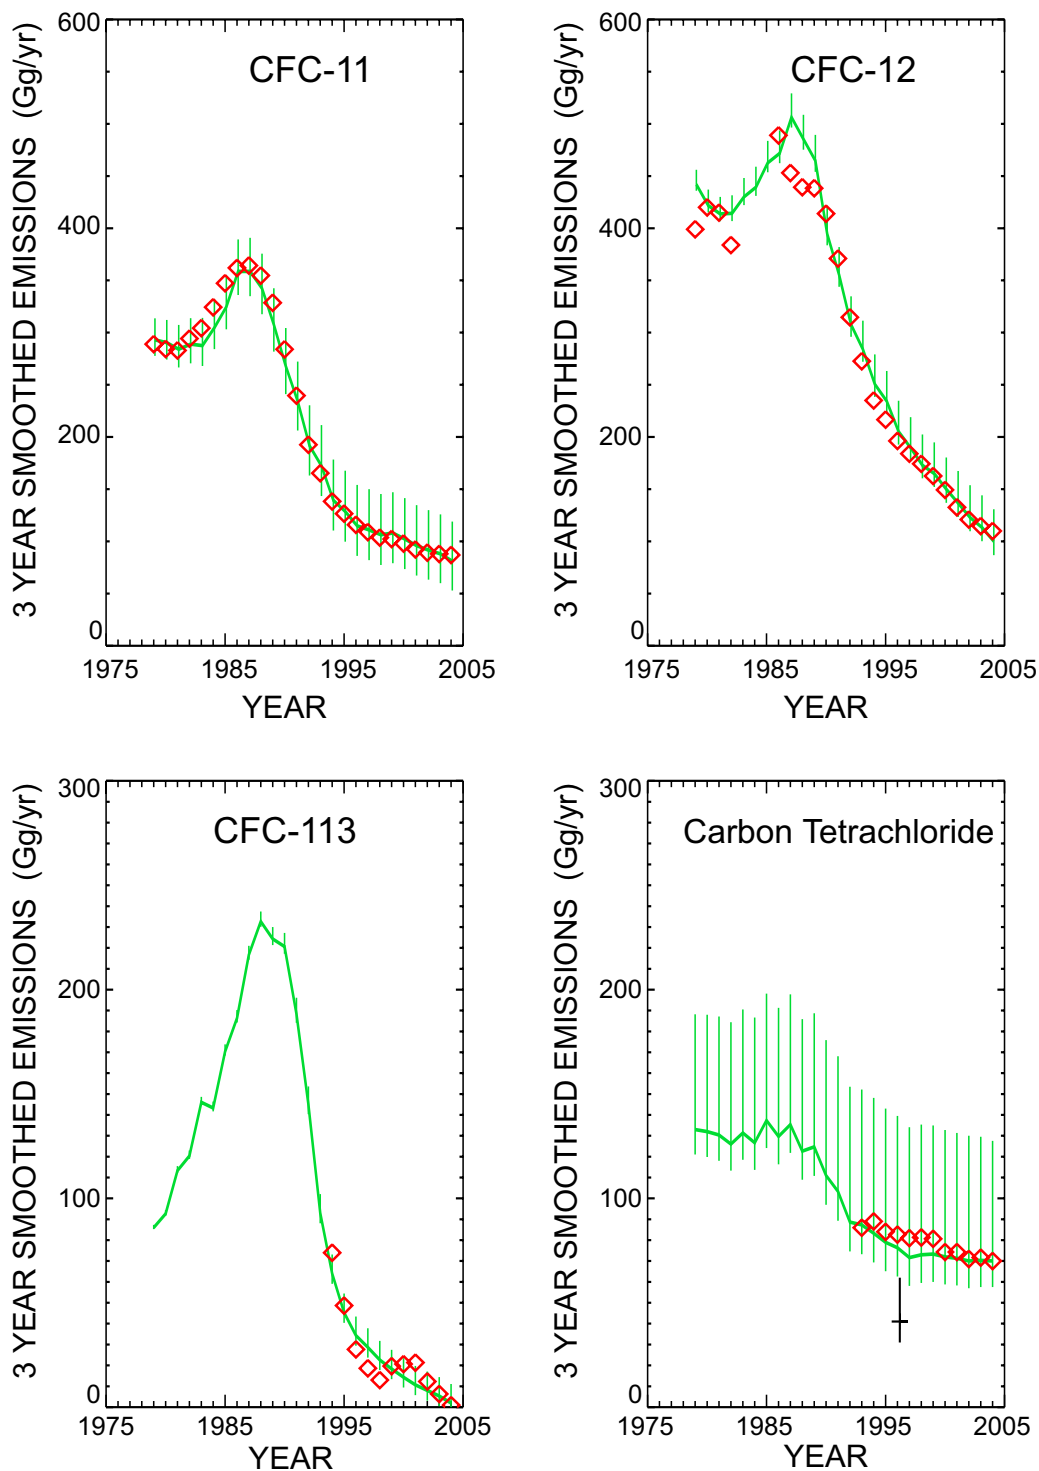 600
400
200
0
3 YEAR SMOOTHED EMISSIONS (Gg/yr)
CFC-11
1975 1985 1995 2005
YEAR
600
400
200
0
3 YEAR SMOOTHED EMISSIONS (Gg/yr)
CFC-12
1975 1985 1995 2005
YEAR
300
200
100
0
3 YEAR SMOOTHED EMISSIONS (Gg/yr)
CFC-113
1975 1985 1995 2005
YEAR
300
200
100
0
3 YEAR SMOOTHED EMISSIONS (Gg/yr)
Carbon Tetrachloride
1975 1985 1995 2005
YEAR